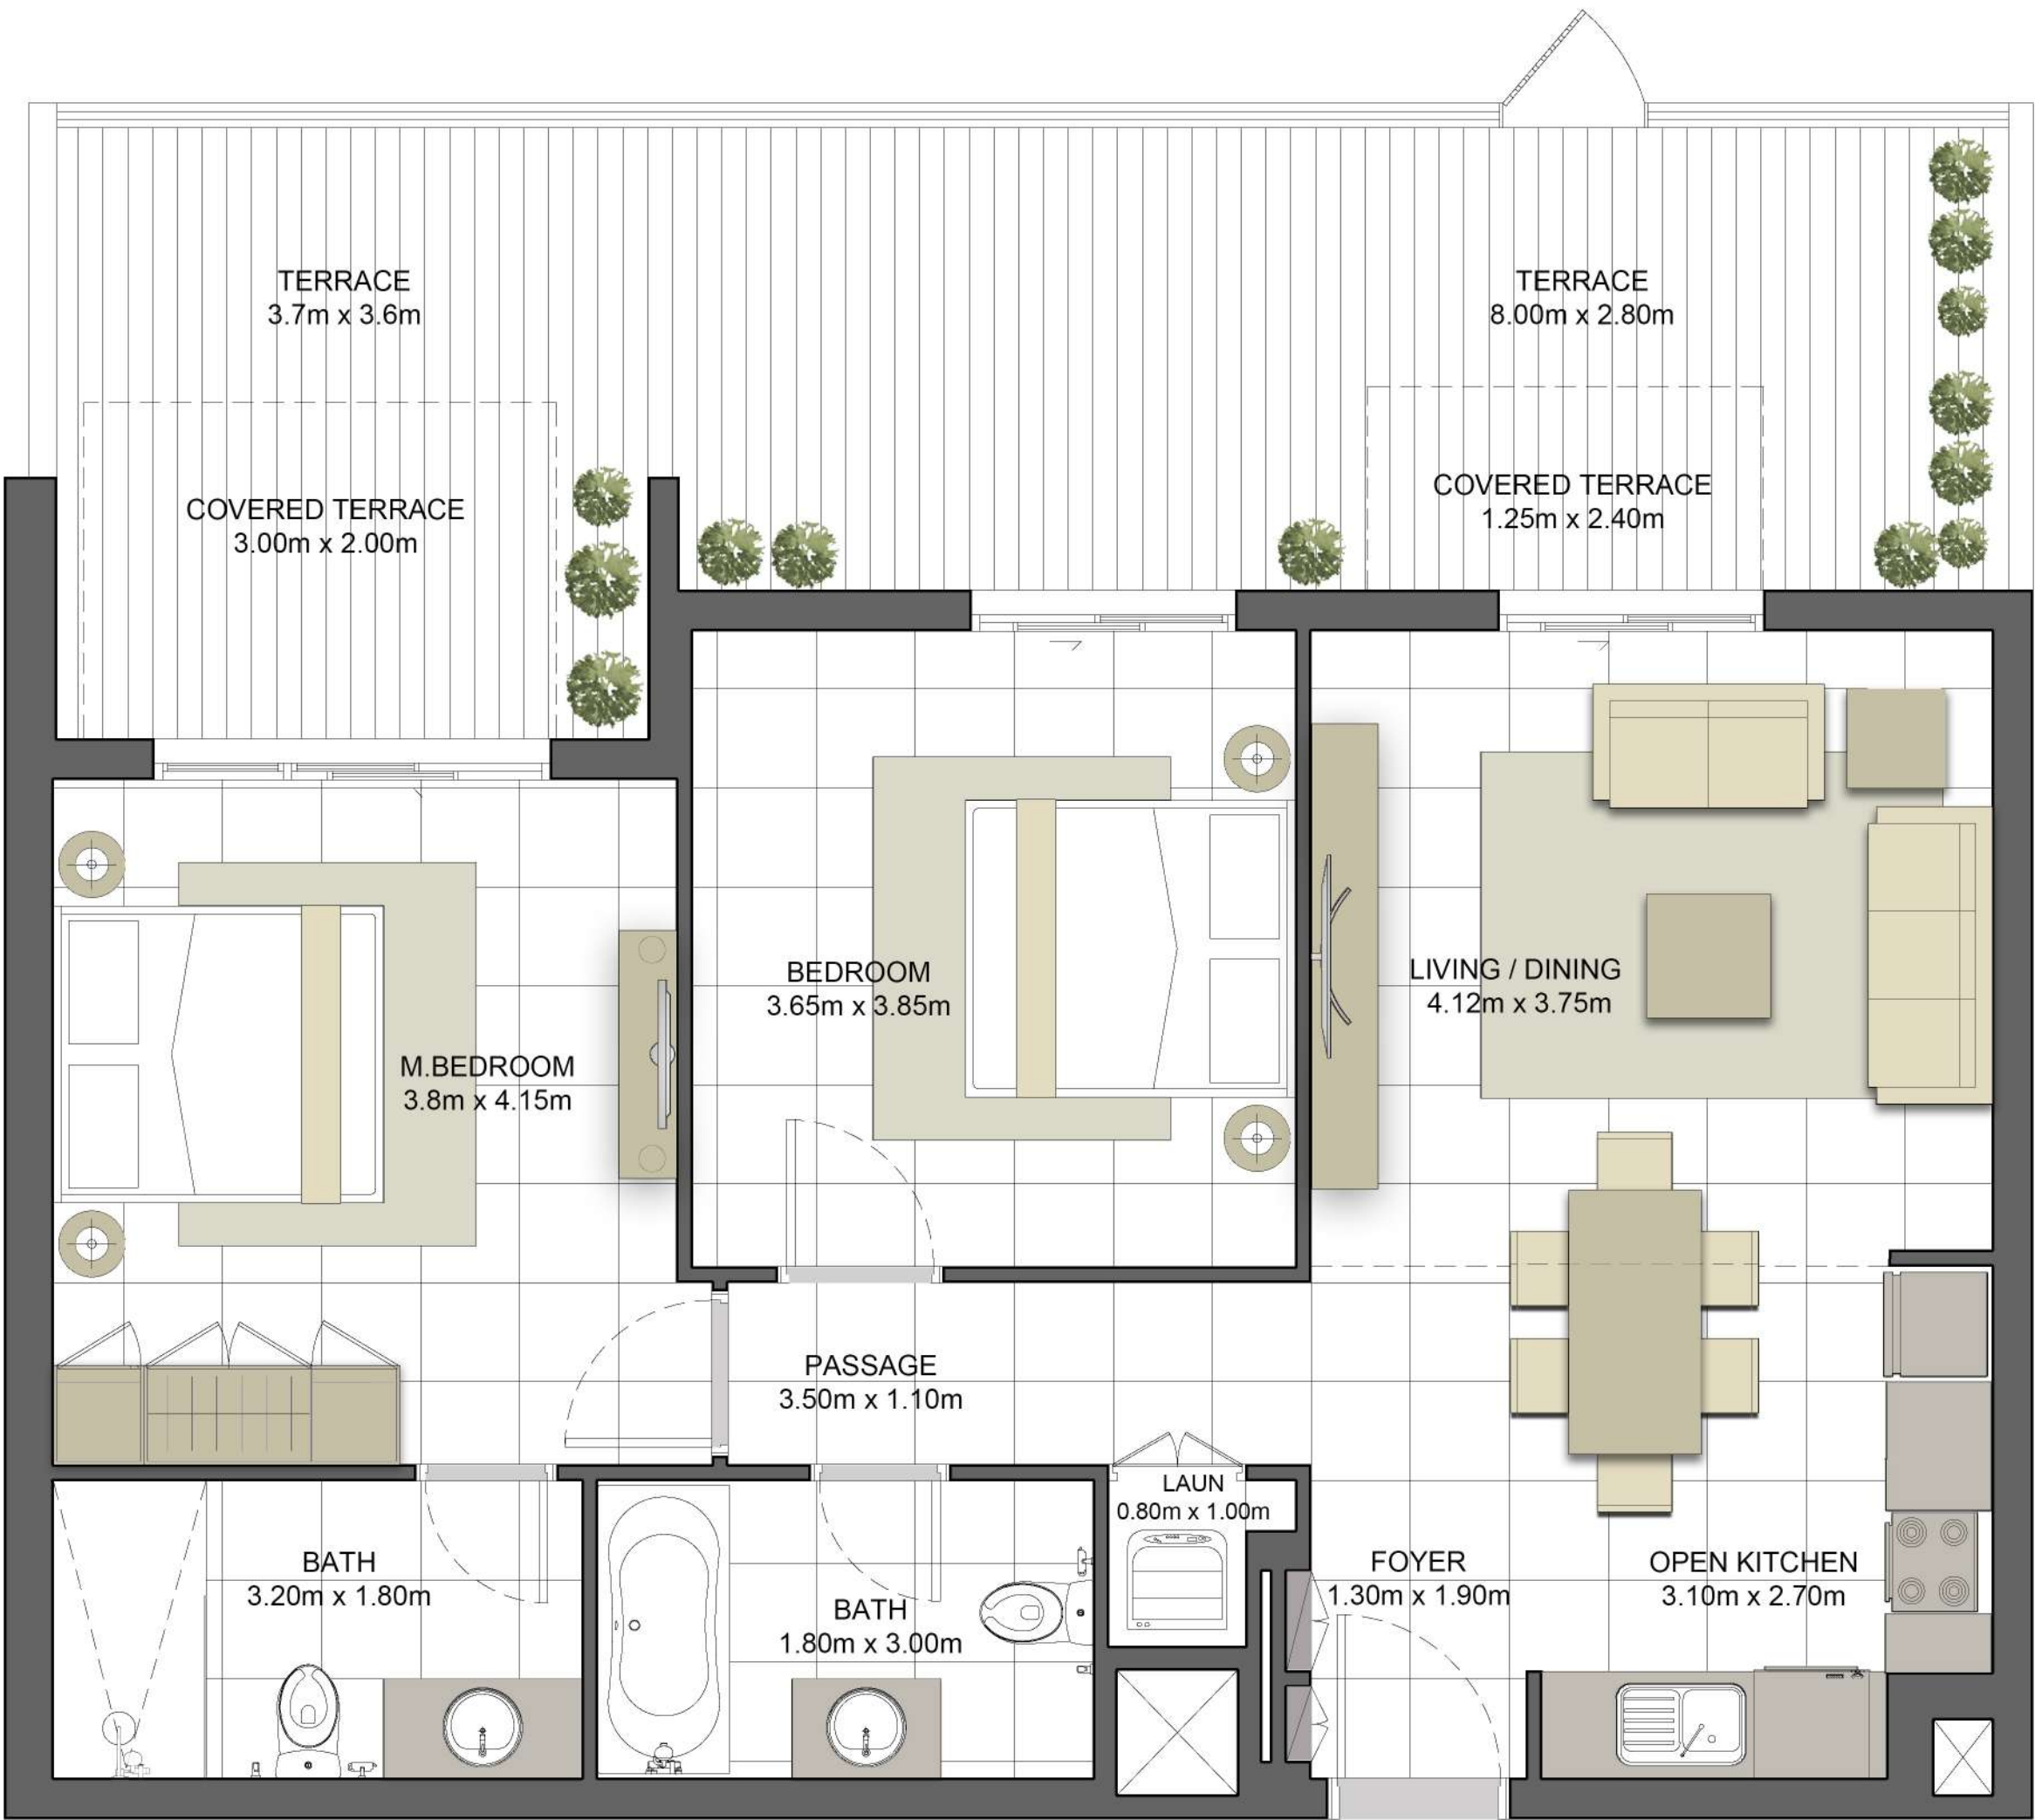 TERRACE
3.7m x 3.6m
TERRACE
8.00m x 2.80m
COVERED TERRACE
3.00m x 2.00m
COVERED TERRACE
1.25m x 2.40m
BEDROOM
3.65m x 3.85m
LIVING / DINING
4.12m x 3.75m
M.BEDROOM
3.8m x 4.15m
PASSAGE
3.50m x 1.10m
LAUN
0.80m x 1.00m
BATH
3.20m x 1.80m
BATH
1.80m x 3.00m
FOYER
1.30m x 1.90m
OPEN KITCHEN
3.10m x 2.70m